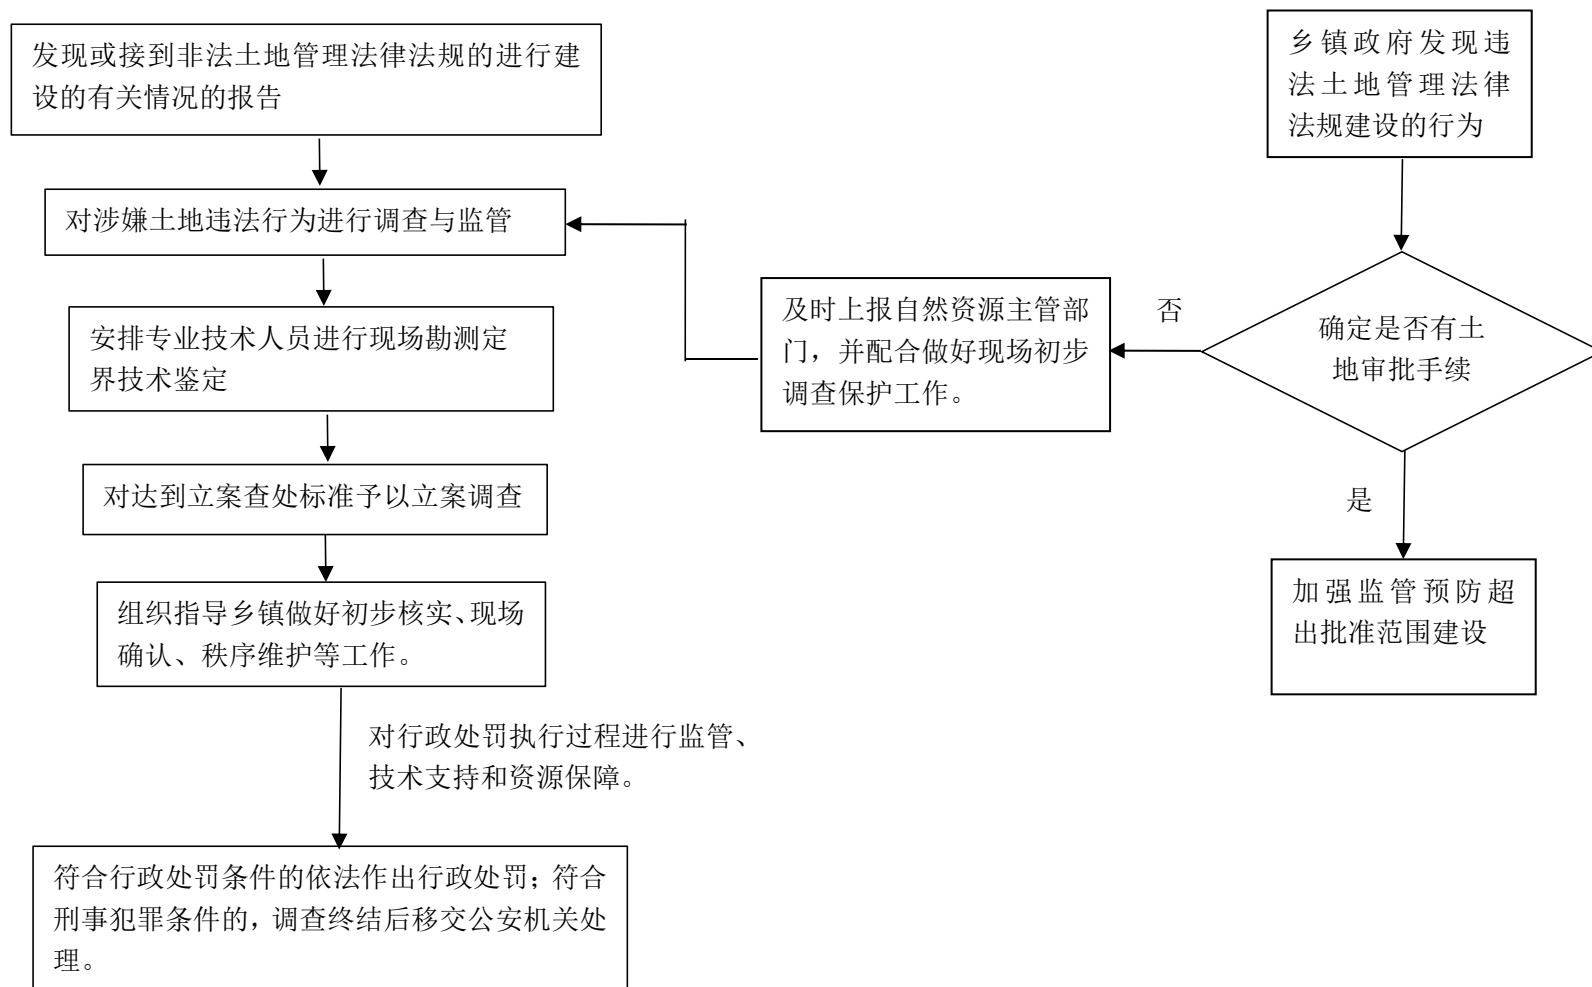 发现或接到非法土地管理法律法规的进行建
设的有关情况的报告
对涉嫌土地违法行为进行调查与监管
安排专业技术人员进行现场勘测定
界技术鉴定
对达到立案查处标准予以立案调查
组织指导乡镇做好初步核实、现场
确认、秩序维护等工作。
对行政处罚执行过程进行监管、
技术支持和资源保障。
符合行政处罚条件的依法作出行政处罚；符合
刑事犯罪条件的，调查终结后移交公安机关处
理。
及时上报自然资源主管部
门，并配合做好现场初步
调查保护工作。
否
乡镇政府发现违
法土地管理法律
法规建设的行为
确定是否有土
地审批手续
是
加强监管预防超
出批准范围建设